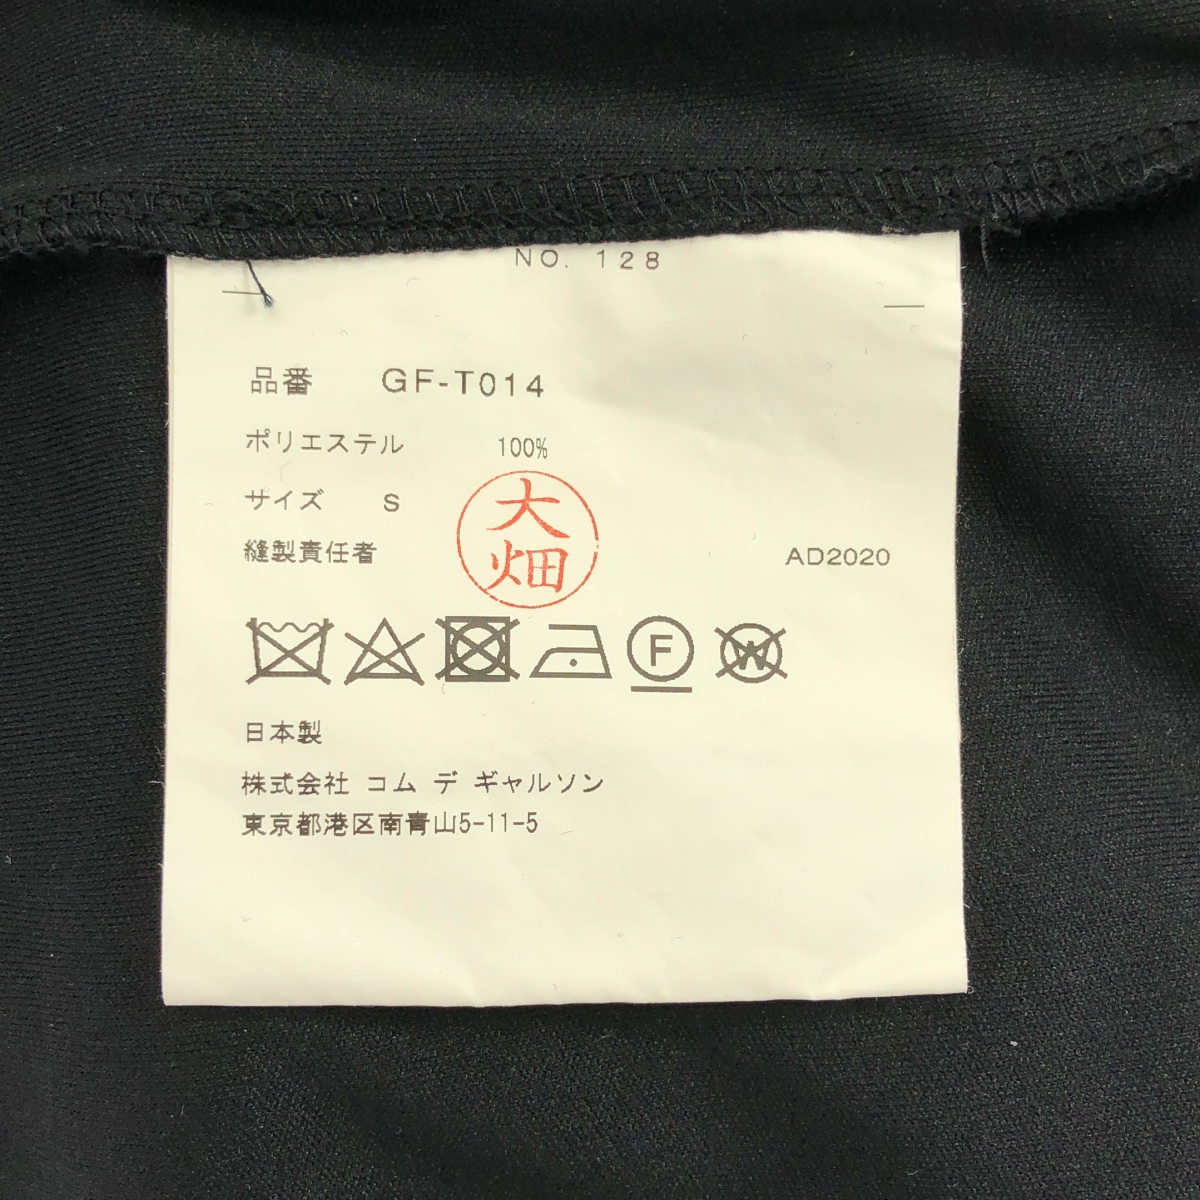 NO. 128
品番 GF-T014
ポリエステル 100%
サイズ S
大畑
縫製責任者 AD2020
F W
日本製
株式会社 コム デ ギャルソン
東京都港区南青山5-11-5